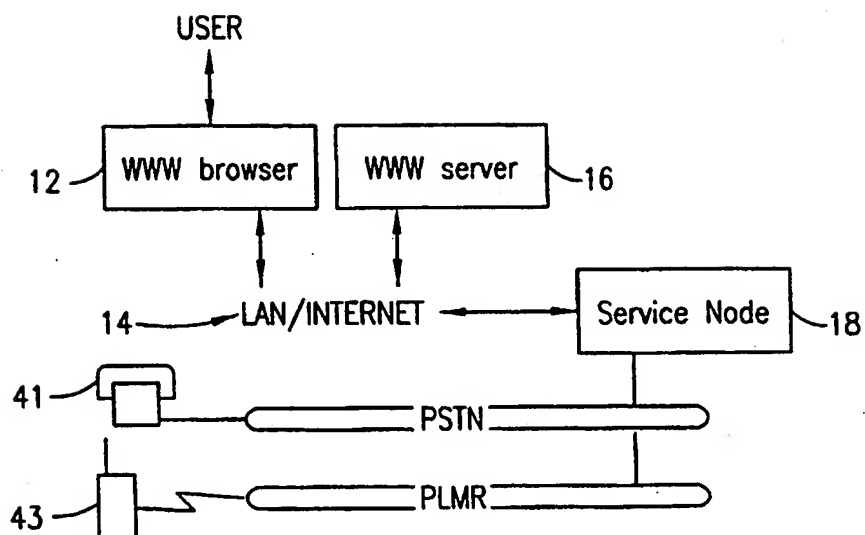 USER
12
WWW browser
WWW server
16
14
LAN/INTERNET
Service Node
18
41
PSTN
43
PLMR